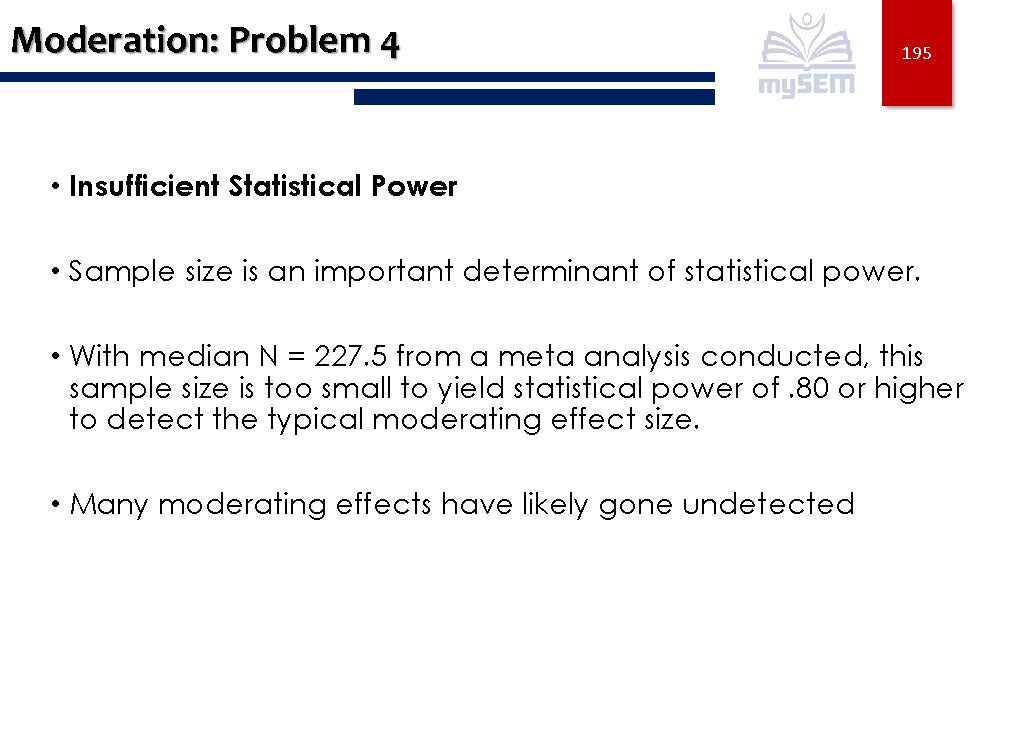 Moderation: Problem 4
mySEM
195
• Insufficient Statistical Power
• Sample size is an important determinant of statistical power.
• With median N = 227.5 from a meta analysis conducted, this
sample size is too small to yield statistical power of .80 or higher
to detect the typical moderating effect size.
• Many moderating effects have likely gone undetected